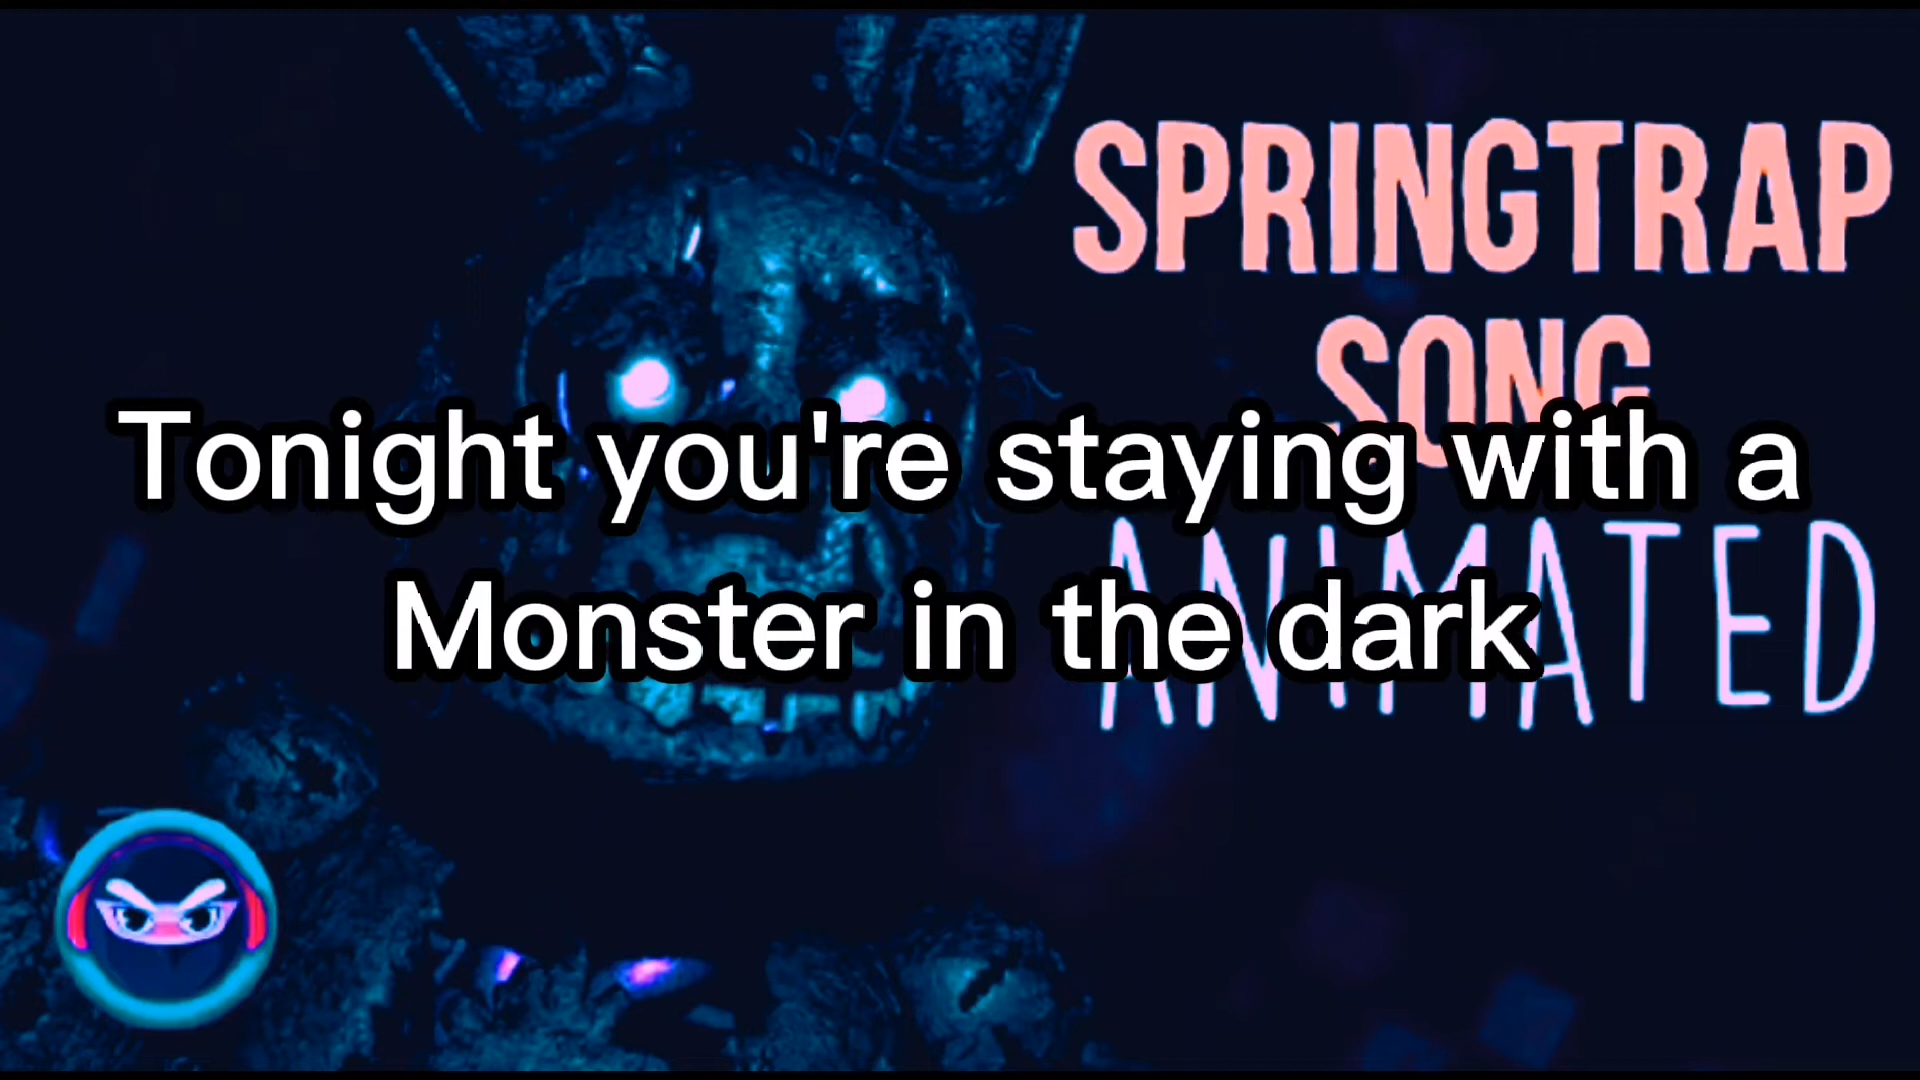 SPRINGTRAP
SONG
Tonight you're staying with a
Monster in the dark
ANIMATED